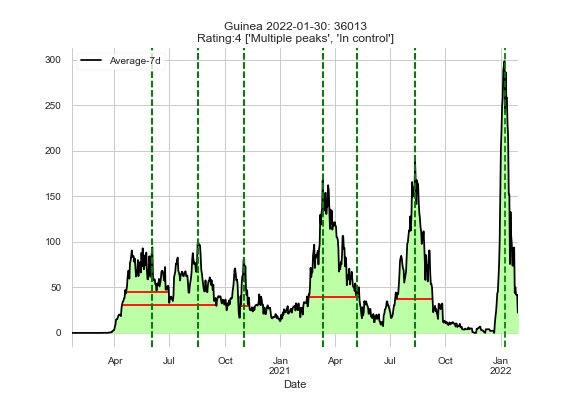 Guinea 2022-01-30: 36013
Rating:4 ['Multiple peaks', 'In control']
Average-7d
300
250
200
150
100
50
0
Apr Jul Oct Jan Apr Jul Oct Jan
2021 2022
Date